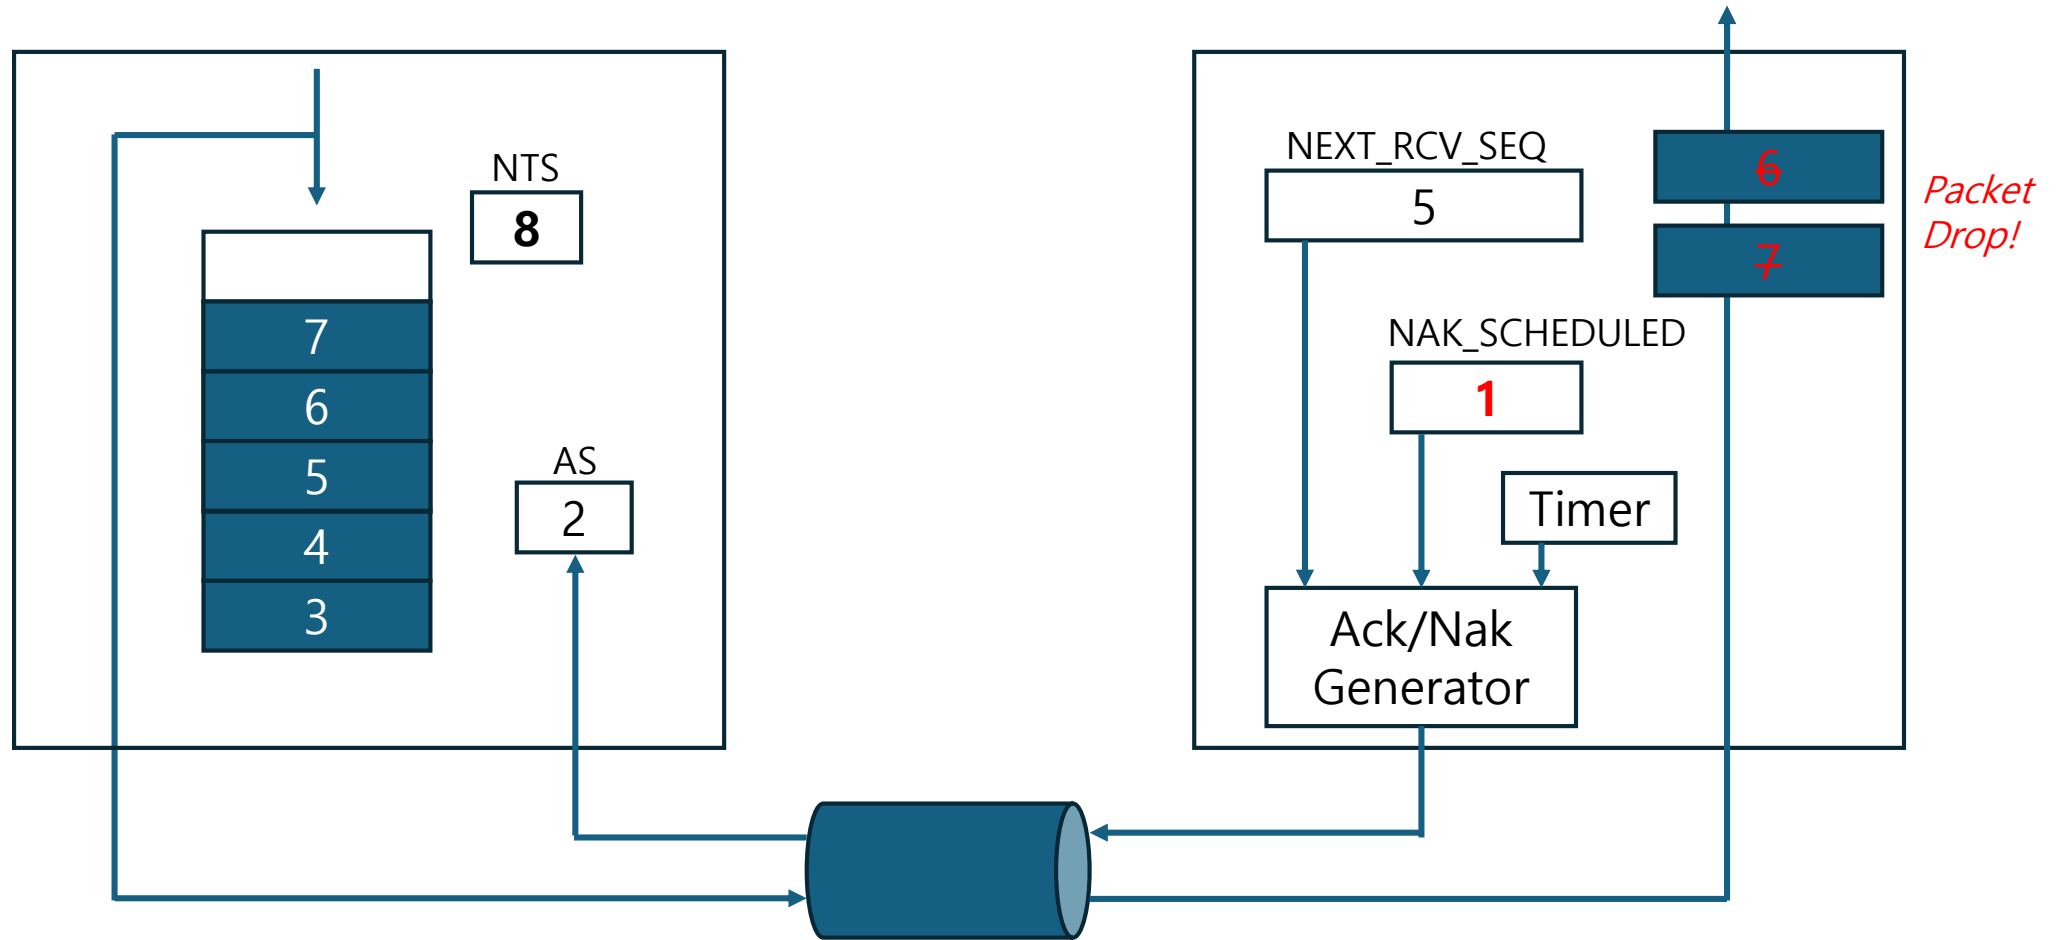 NTS
8
7
6
5
4
3
AS
2
NEXT_RCV_SEQ
5
6
7
Packet
Drop!
NAK_SCHEDULED
1
Timer
Ack/Nak
Generator